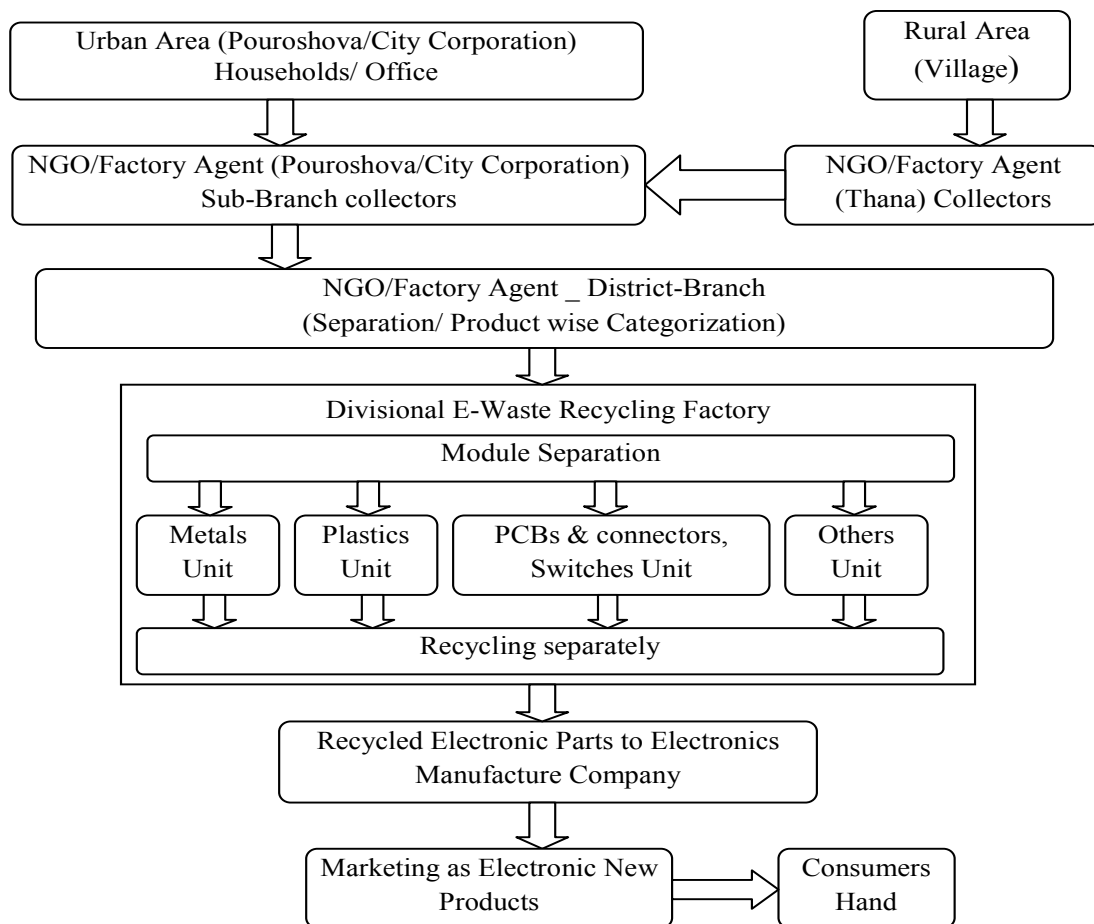 Urban Area (Pouroshova/City Corporation)
Households/ Office
Rural Area
(Village)
NGO/Factory Agent (Pouroshova/City Corporation)
Sub-Branch collectors
NGO/Factory Agent
(Thana) Collectors
NGO/Factory Agent _ District-Branch
(Separation/ Product wise Categorization)
Divisional E-Waste Recycling Factory
Module Separation
Metals
Unit
Plastics
Unit
PCBs & connectors,
Switches Unit
Others
Unit
Recycling separately
Recycled Electronic Parts to Electronics
Manufacture Company
Marketing as Electronic New
Products
Consumers
Hand